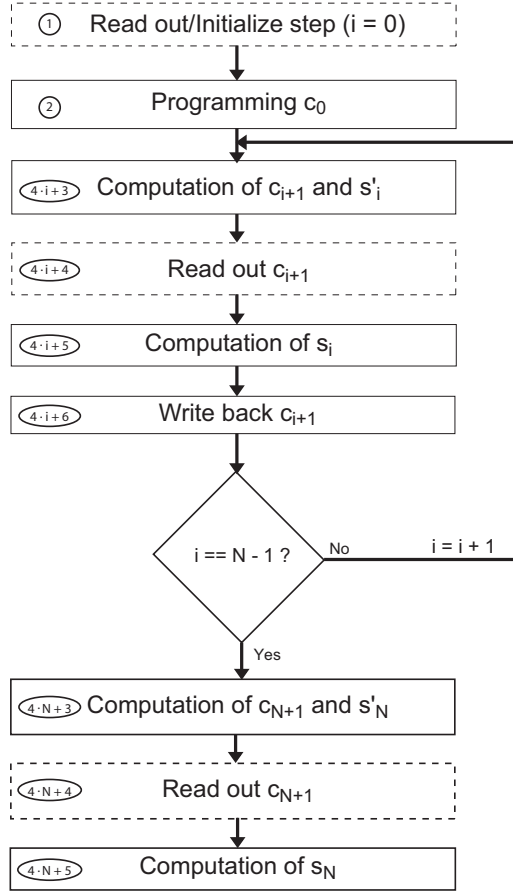 1 Read out/Initialize step (i = 0)
2 Programming c0
4·i+3 Computation of ci+1 and s'i
4·i+4 Read out ci+1
4·i+5 Computation of si
4·i+6 Write back ci+1
i == N - 1 ?
No
i = i + 1
Yes
4·N+3 Computation of cN+1 and s'N
4·N+4 Read out cN+1
4·N+5 Computation of sN